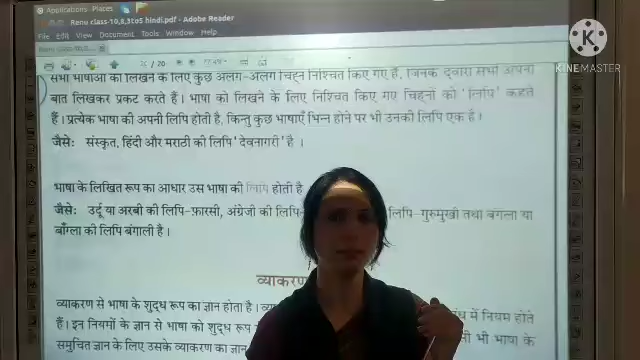 Applications Places
Renu class-10,8,3to5 hindi.pdf - Adobe Reader
File Edit View Document Tools Window Help
KINEMASTER
सभी भाषाओं को लिखने के लिए कुछ अलग-अलग चिह्न निश्चित किए गए हैं, जिनके द्वारा सभी अपनी
बात लिखकर प्रकट करते हैं। भाषा को लिखने के लिए निश्चित किए गए चिह्नों को 'लिपि' कहते
हैं। प्रत्येक भाषा की अपनी लिपि होती है, किन्तु कुछ भाषाएँ भिन्न होने पर भी उनकी लिपि एक है।
जैसे: संस्कृत, हिंदी और मराठी की लिपि 'देवनागरी' है ।
भाषा के लिखित रूप का आधार उस भाषा की लिपि होती है
जैसे: उर्दू या अरबी की लिपि-फ़ारसी, अंग्रेजी की लिपि- लिपि-गुरुमुखी तथा बंगला या
बाँग्ला की लिपि बंगाली है।
व्याकरण
व्याकरण से भाषा के शुद्ध रूप का ज्ञान होता है। में नियम होते
हैं। इन नियमों के ज्ञान से भाषा को शुद्ध रूप भी भाषा के
समुचित ज्ञान के लिए उसके व्याकरण का ज्ञान